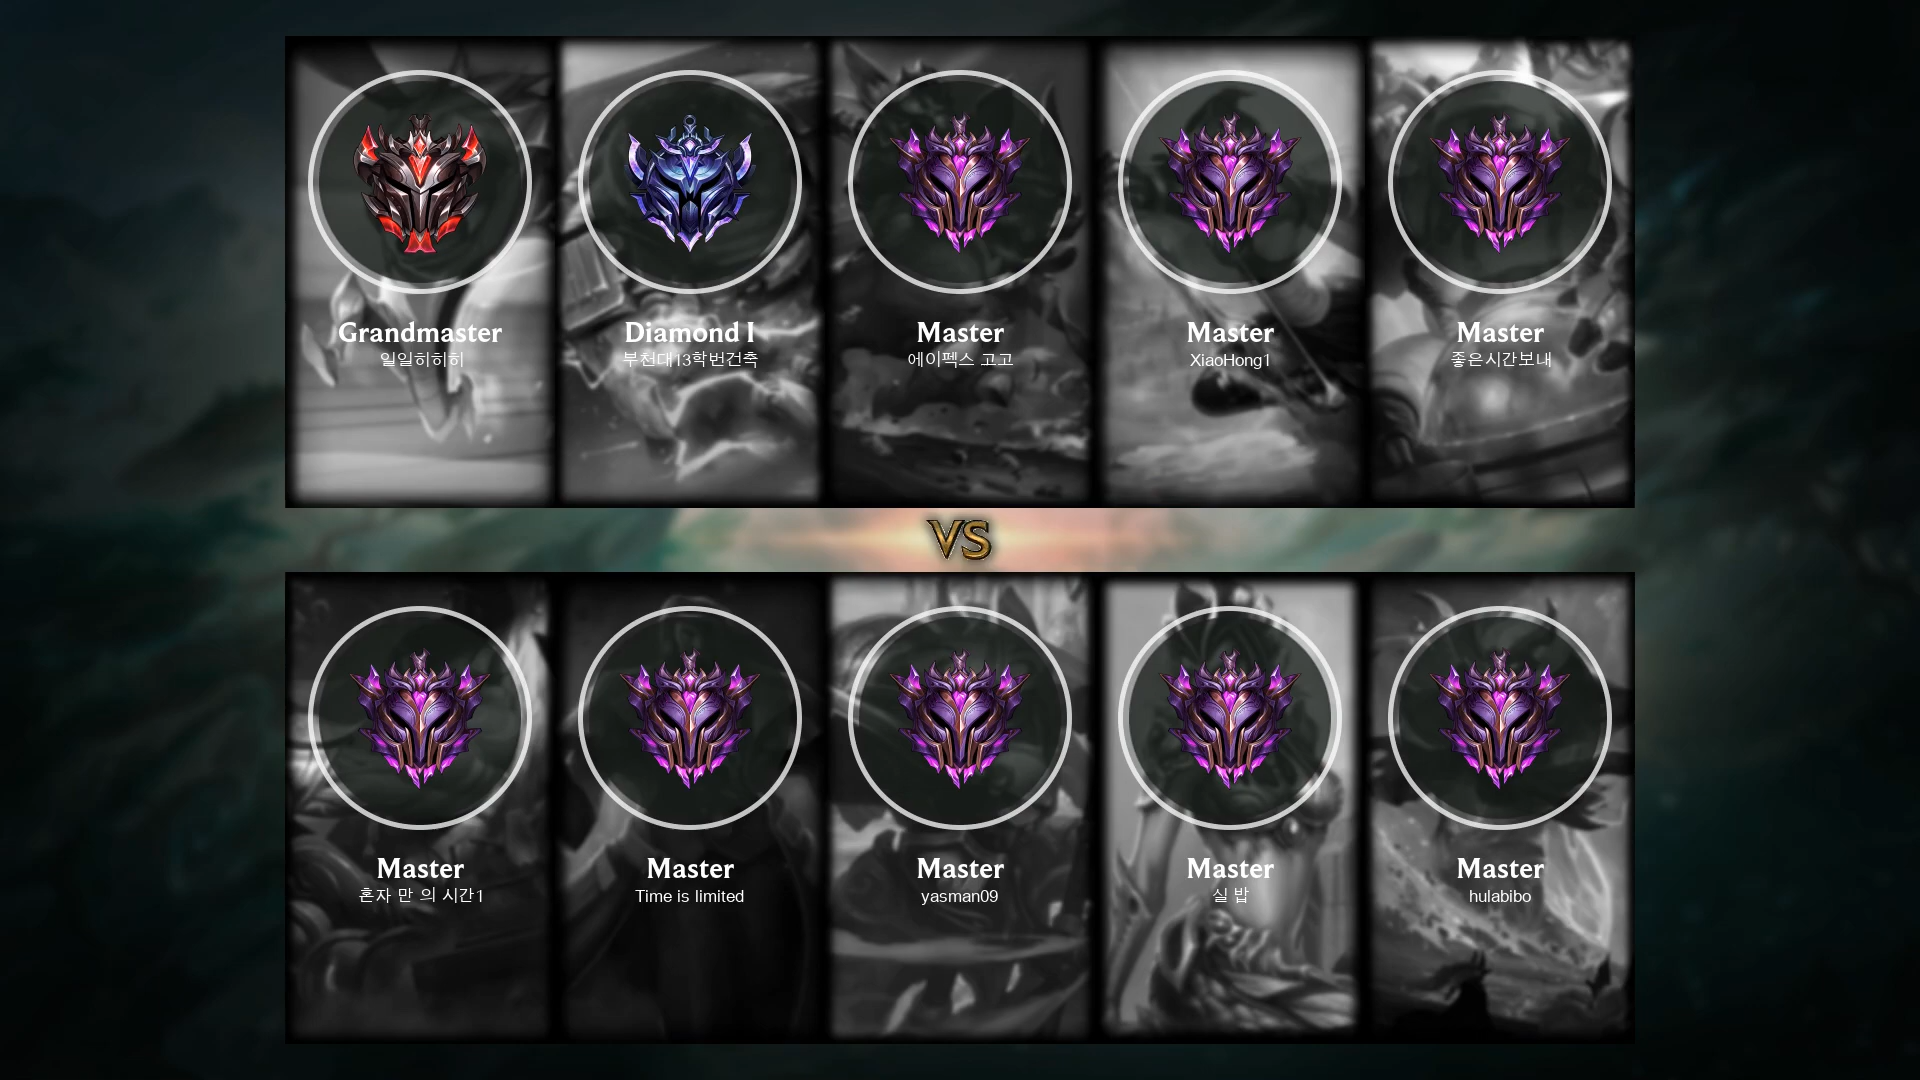 Grandmaster
일일히히히
Diamond I
부천대13학번건축
Master
에이펙스 고고
Master
XiaoHong1
Master
좋은시간보내
VS
Master
혼자 만 의 시간1
Master
Time is limited
Master
yasman09
Master
실 밥
Master
hulabibo